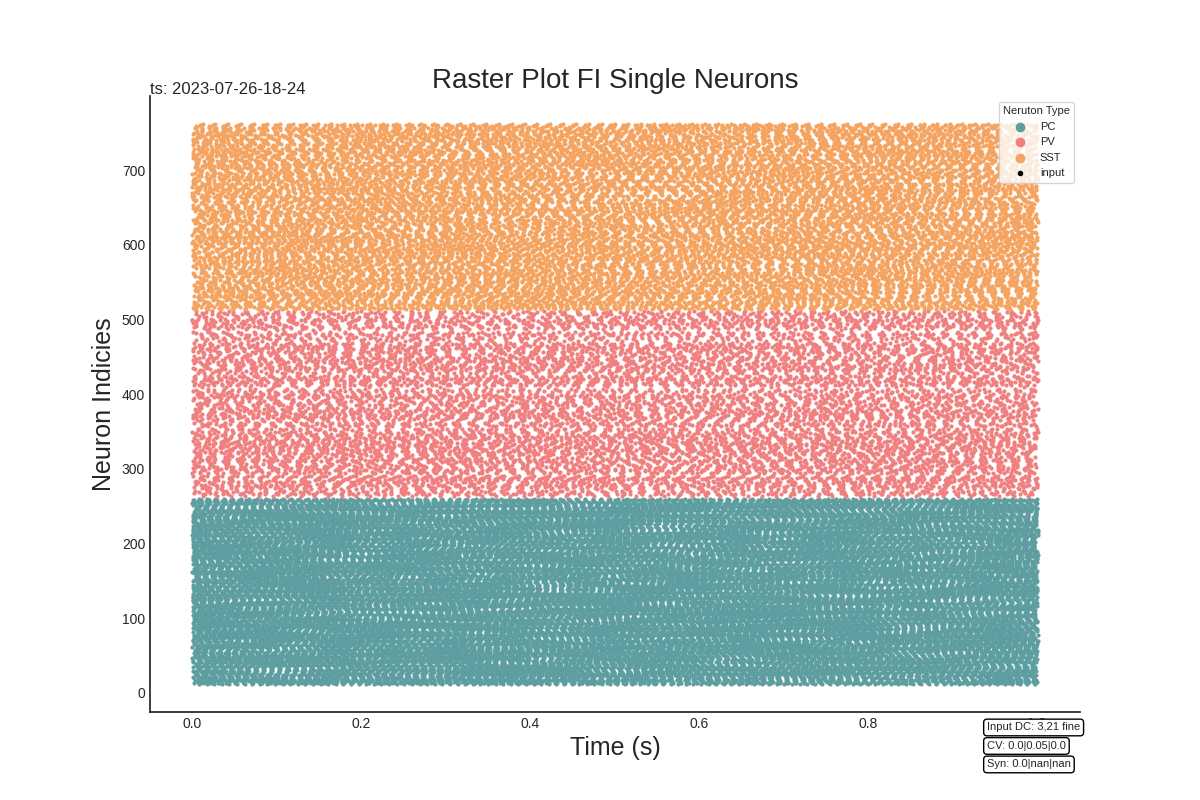 Raster Plot FI Single Neurons
ts: 2023-07-26-18-24
Neruton Type
PC
PV
SST
input
Neuron Indicies
700
600
500
400
300
200
100
0
0.0
0.2
0.4
0.6
0.8
Time (s)
Input DC: 3,21 fine
CV: 0.0|0.05|0.0
Syn: 0.0|nan|nan